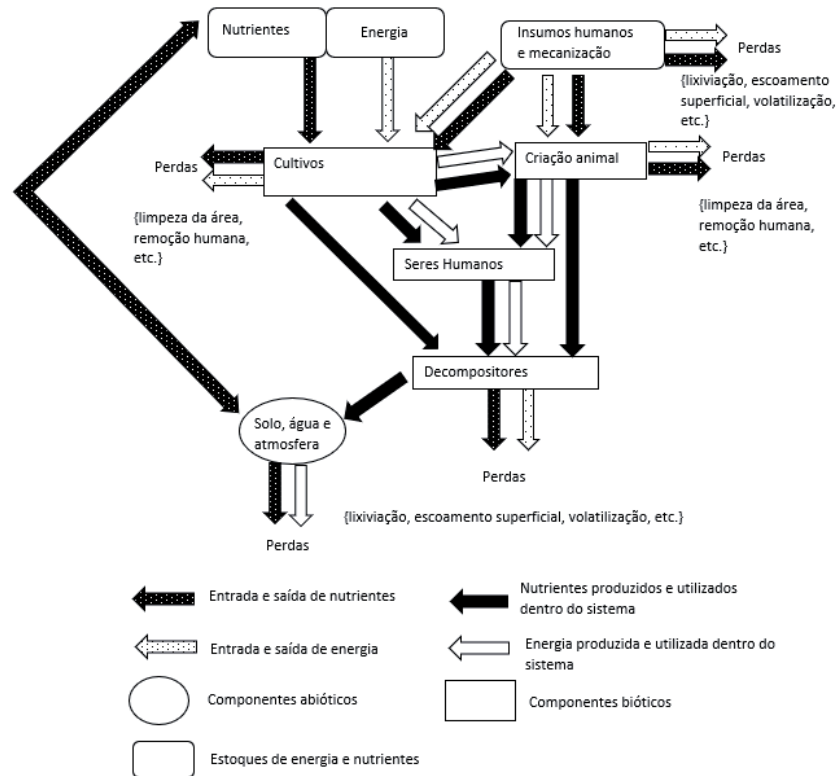 Nutrientes
Energia
Insumos humanos
e mecanização
Perdas
{lixiviação, escoamento
superficial, volatilização,
etc.}
Perdas
Cultivos
Criação animal
Perdas
{limpeza da área,
remoção humana,
etc.}
{limpeza da área,
remoção humana,
etc.}
Seres Humanos
Decompositores
Solo, água e
atmosfera
Perdas
{lixiviação, escoamento superficial, volatilização, etc.}
Perdas
Entrada e saída de nutrientes
Nutrientes produzidos e utilizados
dentro do sistema
Entrada e saída de energia
Energia produzida e utilizada dentro do
sistema
Componentes abióticos
Componentes bióticos
Estoques de energia e nutrientes